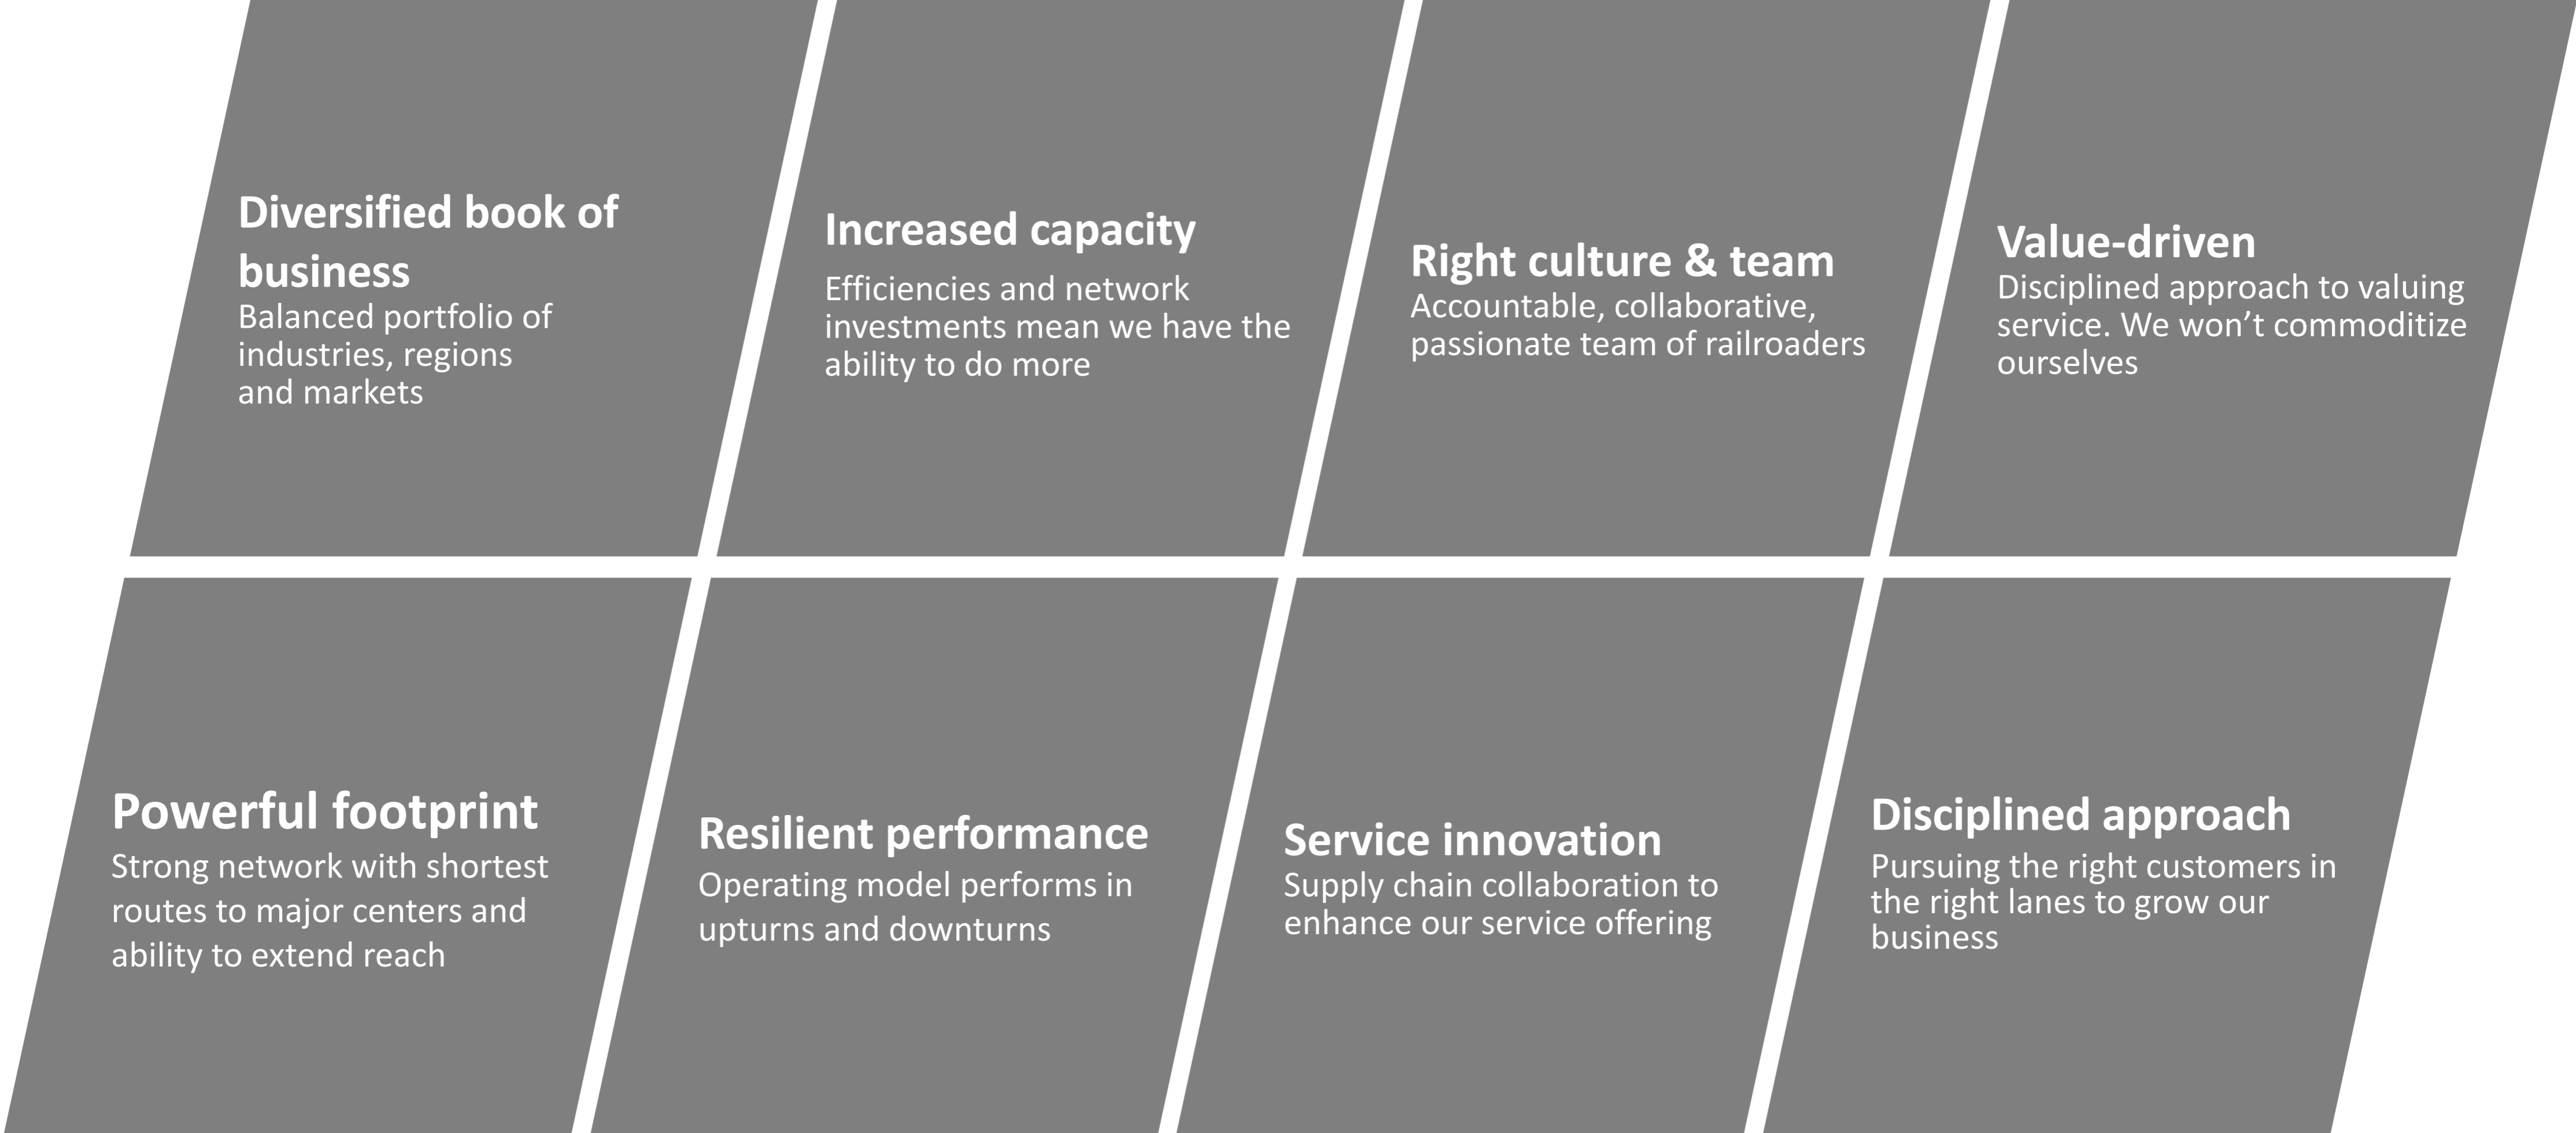 Diversified book of
business
Balanced portfolio of
industries, regions
and markets
Increased capacity
Efficiencies and network
investments mean we have the
ability to do more
Right culture & team
Accountable, collaborative,
passionate team of railroaders
Value-driven
Disciplined approach to valuing
service. We won’t commoditize
ourselves
Powerful footprint
Strong network with shortest
routes to major centers and
ability to extend reach
Resilient performance
Operating model performs in
upturns and downturns
Service innovation
Supply chain collaboration to
enhance our service offering
Disciplined approach
Pursuing the right customers in
the right lanes to grow our
business